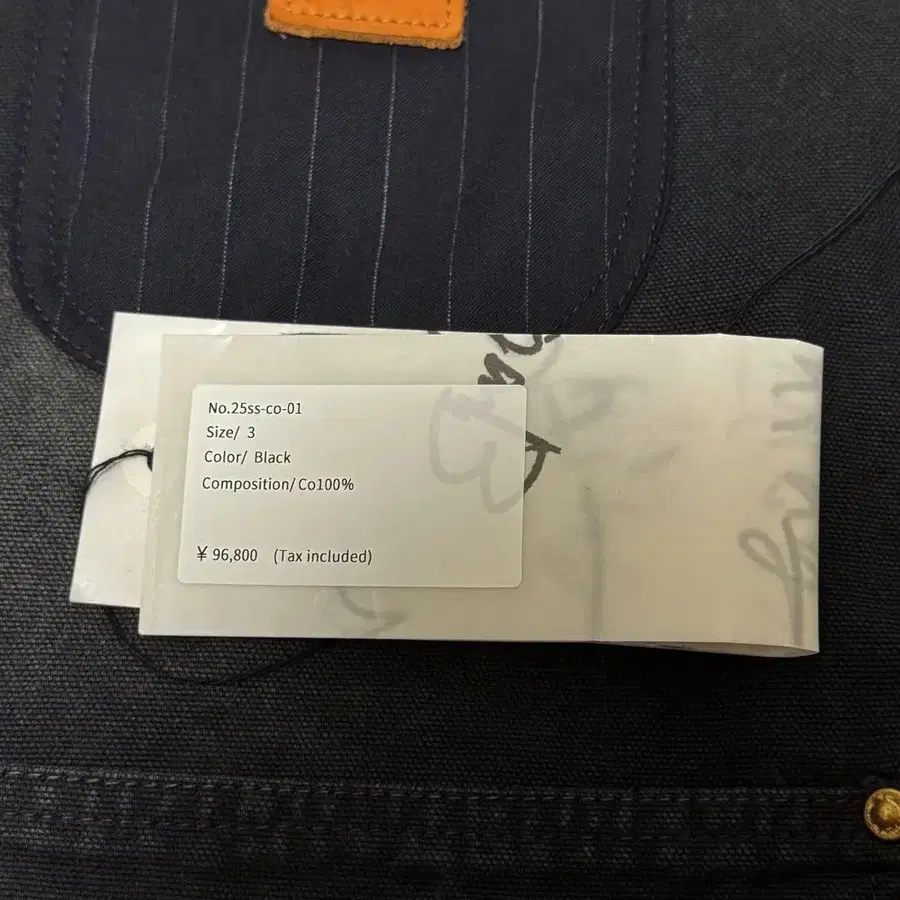 No.25ss-co-01
Size/ 3
Color/ Black
Composition/Co100%
¥ 96,800 (Tax included)